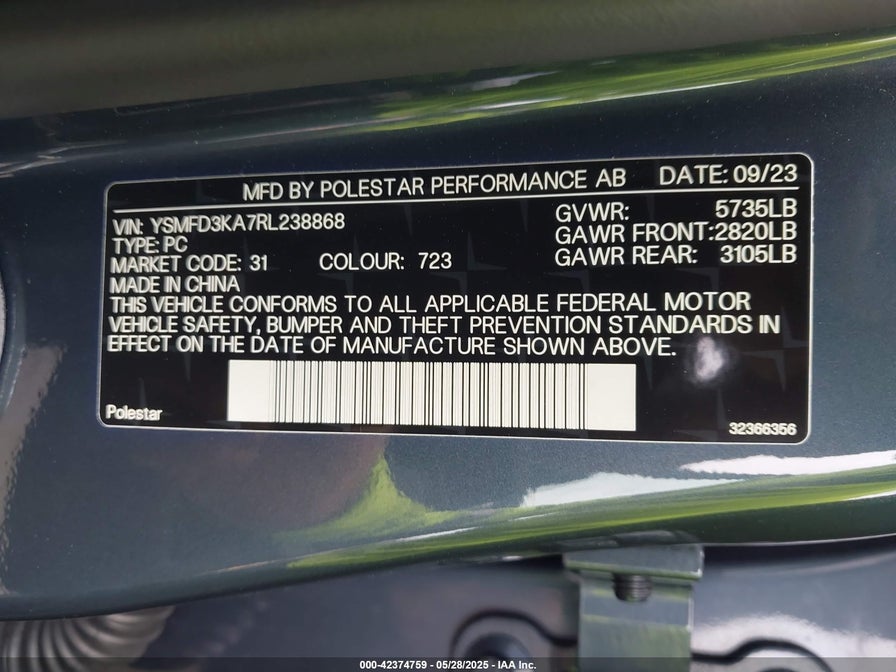 MFD BY POLESTAR PERFORMANCE AB DATE: 09/23
VIN: YSMFD3KA7RL238868 GVWR: 5735LB
TYPE: PC GAWR FRONT:2820LB
MARKET CODE: 31 COLOUR: 723 GAWR REAR: 3105LB
MADE IN CHINA
THIS VEHICLE CONFORMS TO ALL APPLICABLE FEDERAL MOTOR
VEHICLE SAFETY, BUMPER AND THEFT PREVENTION STANDARDS IN
EFFECT ON THE DATE OF MANUFACTURE SHOWN ABOVE.
Polestar 32366356
000-42374759 - 05/28/2025 - IAA Inc.